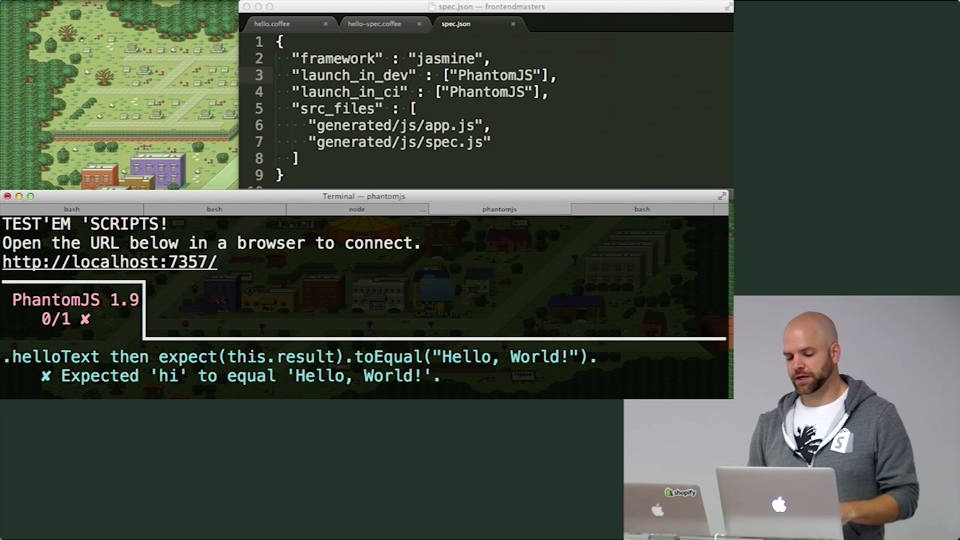 spec.json — frontendmasters
hello.coffee
hello-spec.coffee
spec.json
1 {
2 "framework" : "jasmine",
3 "launch_in_dev" : ["PhantomJS"],
4 "launch_in_ci" : ["PhantomJS"],
5 "src_files" : [
6 "generated/js/app.js",
7 "generated/js/spec.js"
8 ]
9 }
Terminal — phantomjs
bash
bash
node
phantomjs
bash
TEST'EM 'SCRIPTS!
Open the URL below in a browser to connect.
http://localhost:7357/
PhantomJS 1.9
0/1 ✘
.helloText then expect(this.result).toEqual("Hello, World!").
✘ Expected 'hi' to equal 'Hello, World!'.
shopify